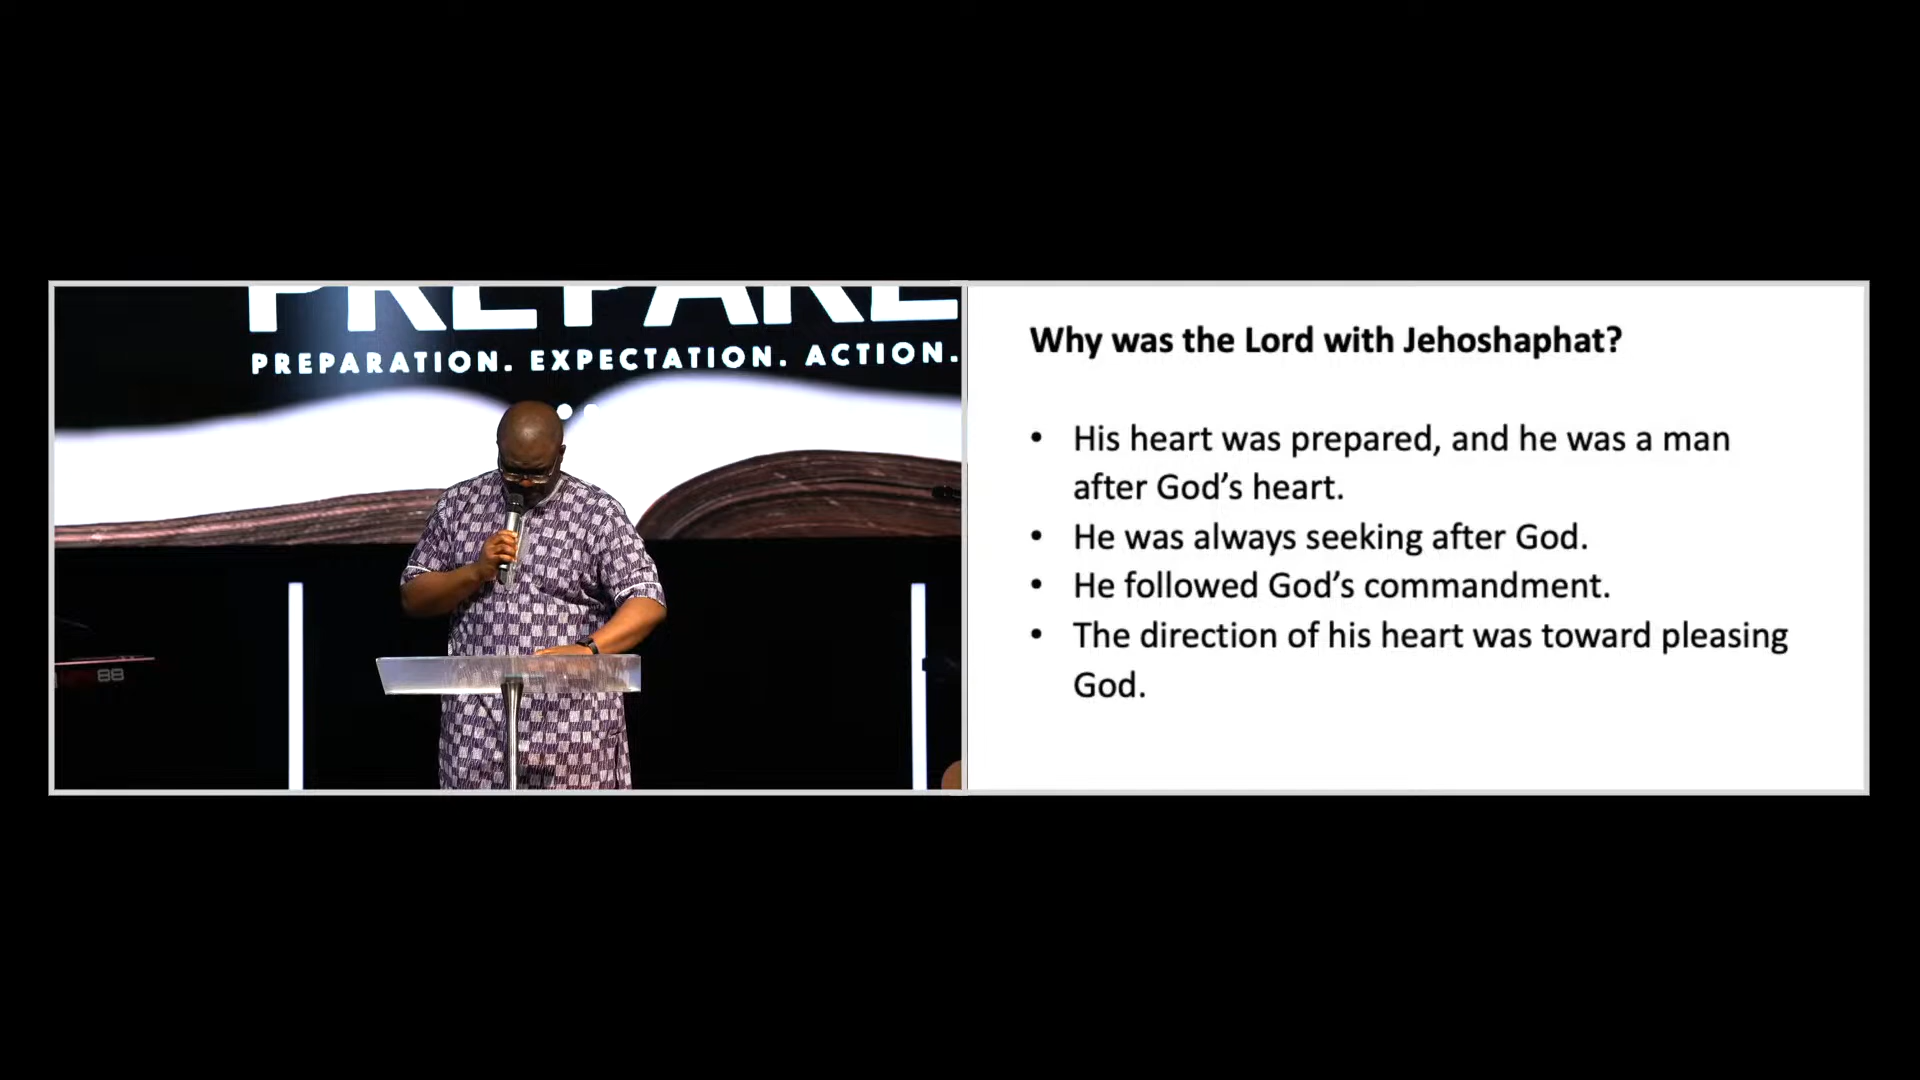 PREPARE
PREPARATION. EXPECTATION. ACTION.
88
Why was the Lord with Jehoshaphat?
• His heart was prepared, and he was a man
after God’s heart.
• He was always seeking after God.
• He followed God’s commandment.
• The direction of his heart was toward pleasing
God.